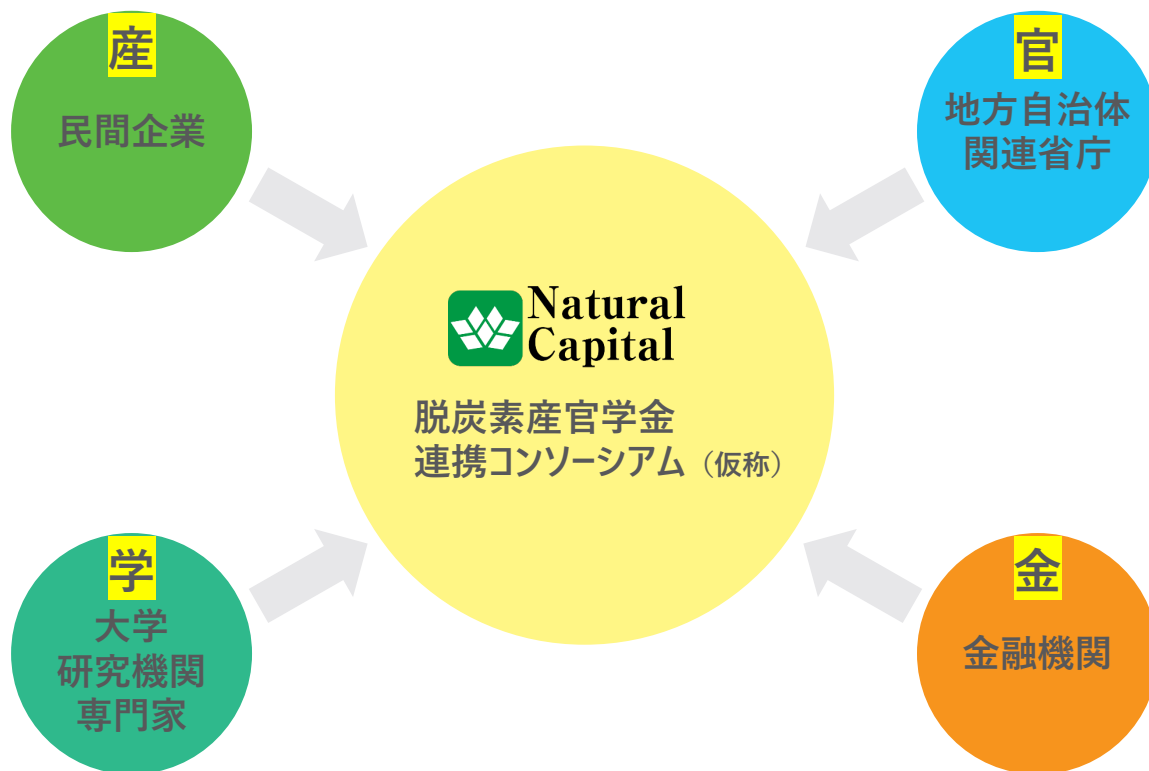 産
民間企業
官
地方自治体
関連省庁
Natural
Capital
脱炭素産官学金
連携コンソーシアム（仮称）
学
大学
研究機関
専門家
金
金融機関